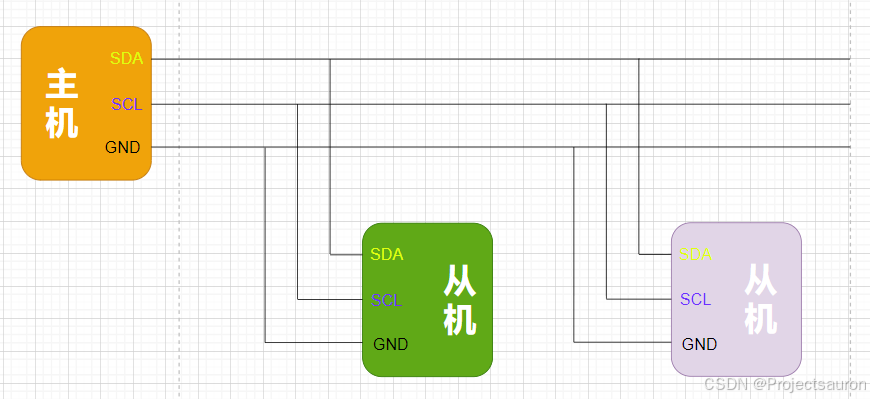 SDA
SCL
GND
主机
SDA
SCL
GND
从机
SDA
SCL
GND
从机
CSDN @Projectsauron